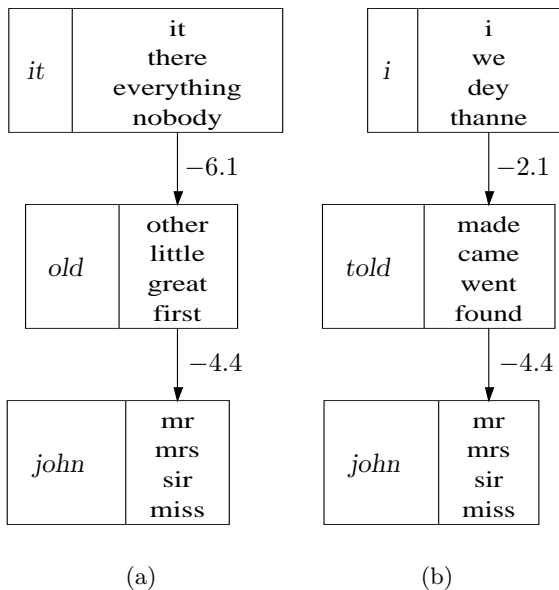 it
it
there
everything
nobody
−6.1
old
other
little
great
first
−4.4
john
mr
mrs
sir
miss
(a)
i
i
we
dey
thanne
−2.1
told
made
came
went
found
−4.4
john
mr
mrs
sir
miss
(b)